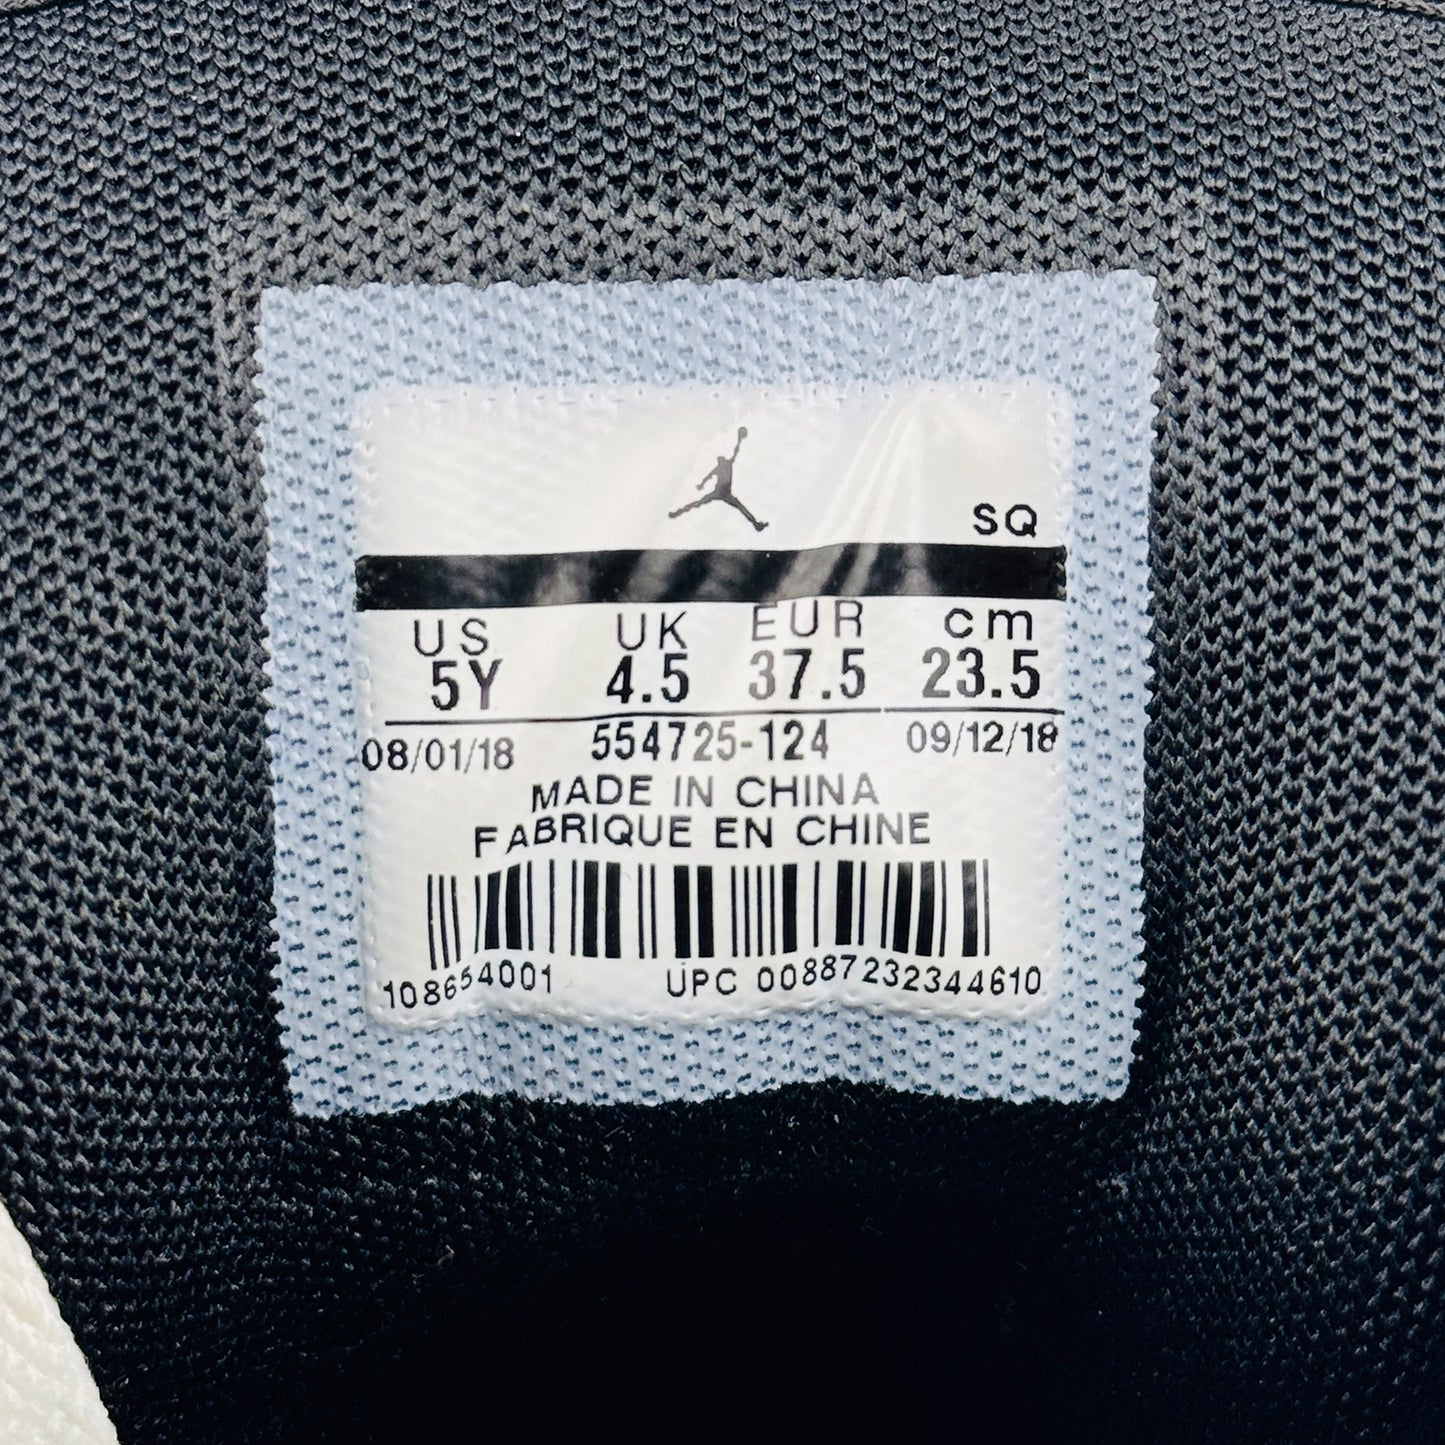 SQ
US UK EUR cm
5Y 4.5 37.5 23.5
08/01/18 554725-124 09/12/18
MADE IN CHINA
FABRIQUE EN CHINE
108654001 UPC 00887232344610